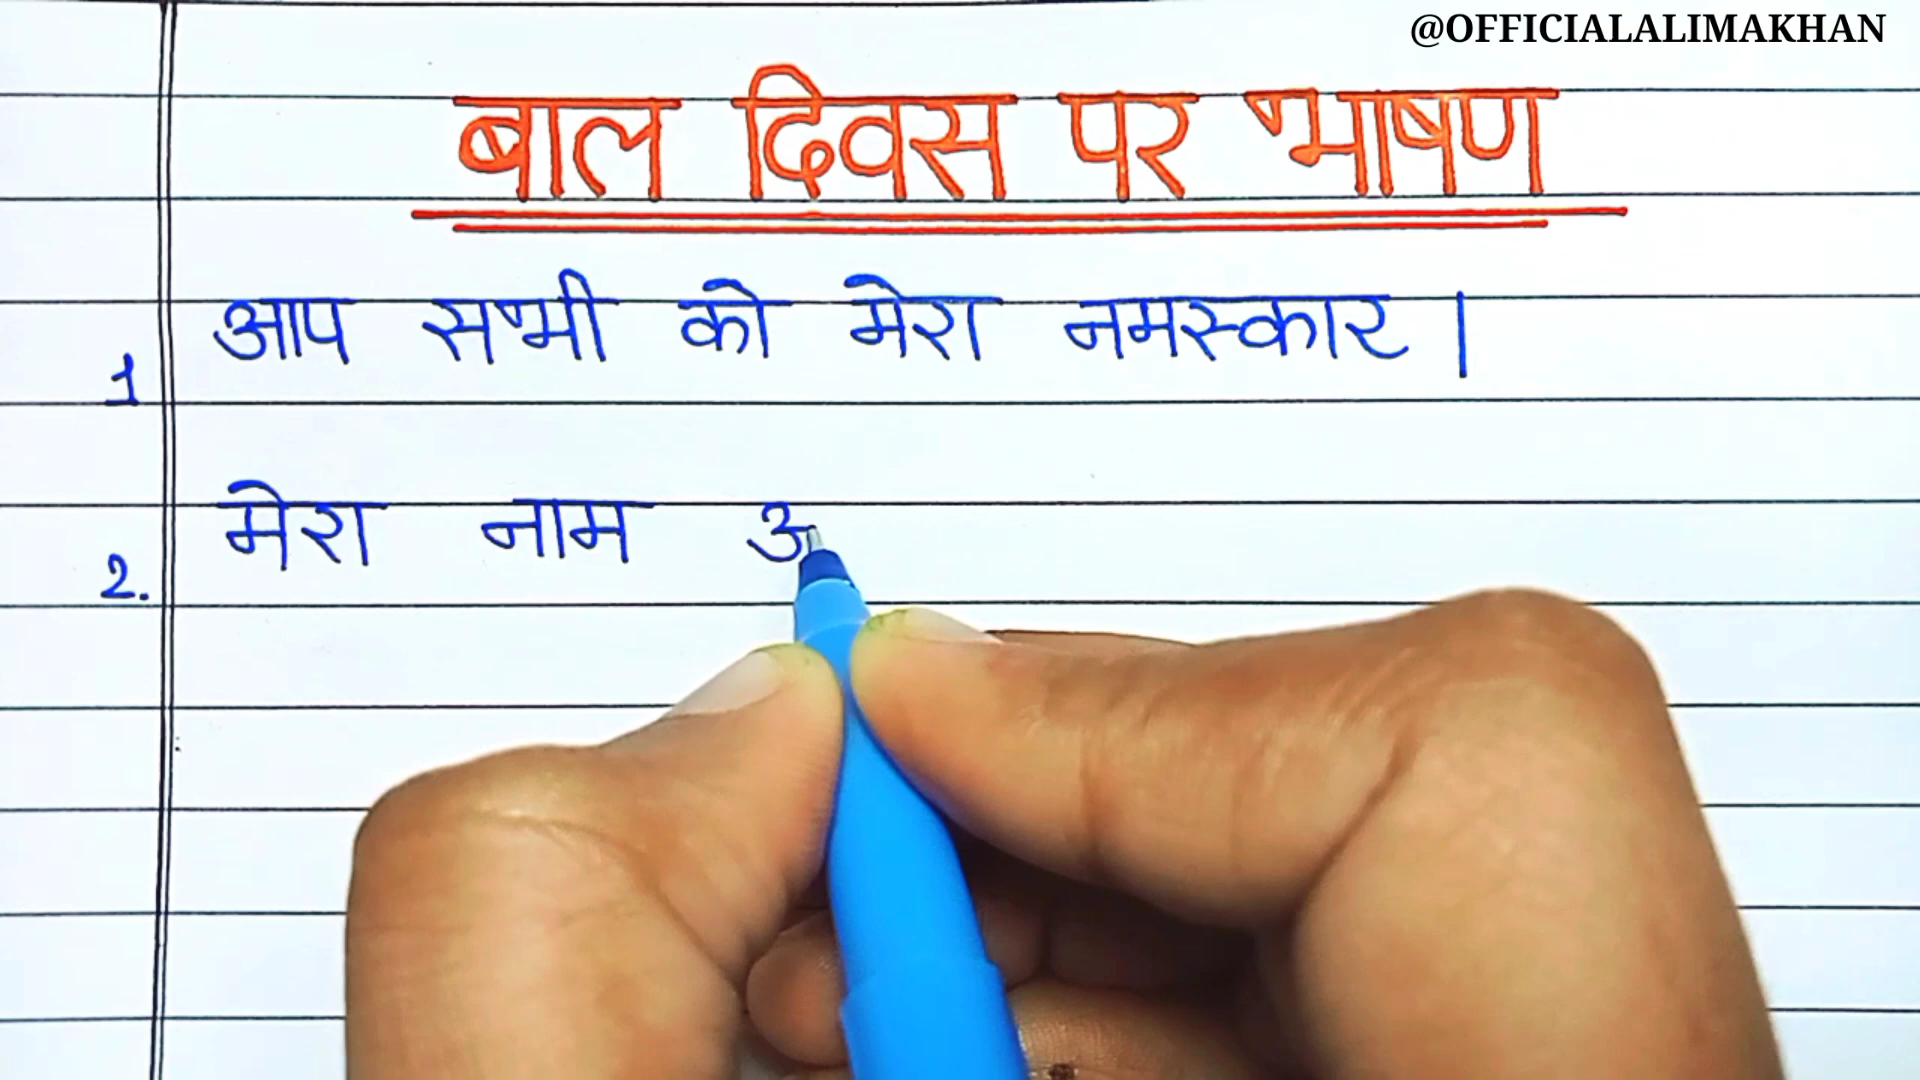 @OFFICIALALIMAKHAN
बाल दिवस पर भाषण
1 आप सभी को मेरा नमस्कार |
2. मेरा नाम